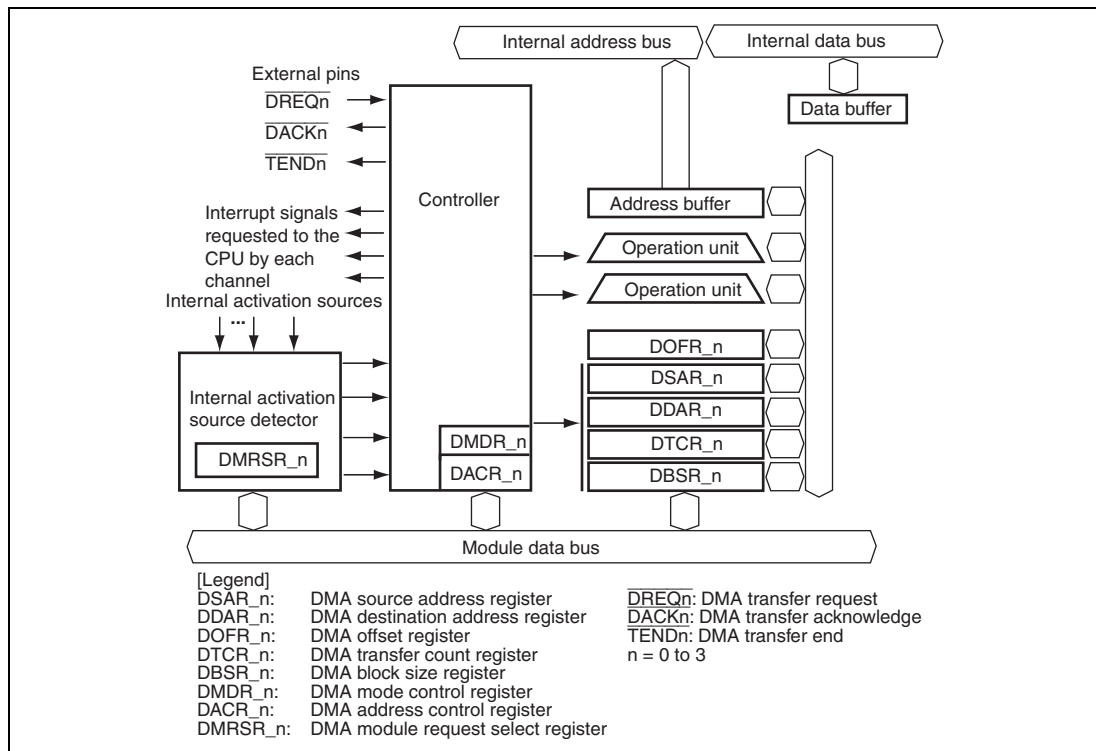 Internal address bus
Internal data bus
External pins
DREQn
DACKn
TENDn
Data buffer
Controller
Address buffer
Interrupt signals
requested to the
CPU by each
channel
Operation unit
Operation unit
Internal activation sources
...
DOFR_n
DSAR_n
DDAR_n
DTCR_n
DBSR_n
Internal activation
source detector
DMRSR_n
DMDR_n
DACR_n
Module data bus
[Legend]
DSAR_n: DMA source address register
DDAR_n: DMA destination address register
DOFR_n: DMA offset register
DTCR_n: DMA transfer count register
DBSR_n: DMA block size register
DMDR_n: DMA mode control register
DACR_n: DMA address control register
DMRSR_n: DMA module request select register
DREQn: DMA transfer request
DACKn: DMA transfer acknowledge
TENDn: DMA transfer end
n = 0 to 3